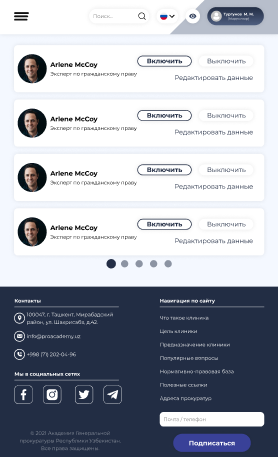 Поиск...
Тургунов М. М.
(Модератор)
Arlene McCoy
Эксперт по гражданскому праву
Включить
Выключить
Редактировать данные
Arlene McCoy
Эксперт по гражданскому праву
Включить
Выключить
Редактировать данные
Arlene McCoy
Эксперт по гражданскому праву
Включить
Выключить
Редактировать данные
Arlene McCoy
Эксперт по гражданскому праву
Включить
Выключить
Редактировать данные
Контакты
100047, г. Ташкент, Мирабадский
район, ул. Шахрисабз, д.42
info@proacademy.uz
+998 (71) 202-04-96
Мы в социальных сетях
© 2021 Академия Генеральной
прокуратуры Республики Узбекистан.
Все права защищены
Навигация по сайту
Что такое клиника
Цель клиники
Предназначение клиники
Популярные вопросы
Нормативно-правовая база
Полезные ссылки
Адреса прокуратур
Почта / телефон
Подписаться